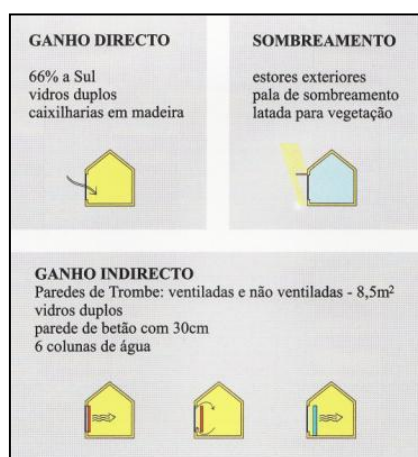 GANHO DIRECTO
66% a Sul
vidros duplos
caixilharias em madeira
SOMBREAMENTO
estores exteriores
pala de sombreamento
latada para vegetação
GANHO INDIRECTO
Paredes de Trombe: ventiladas e não ventiladas - 8,5m²
vidros duplos
parede de betão com 30cm
6 colunas de água